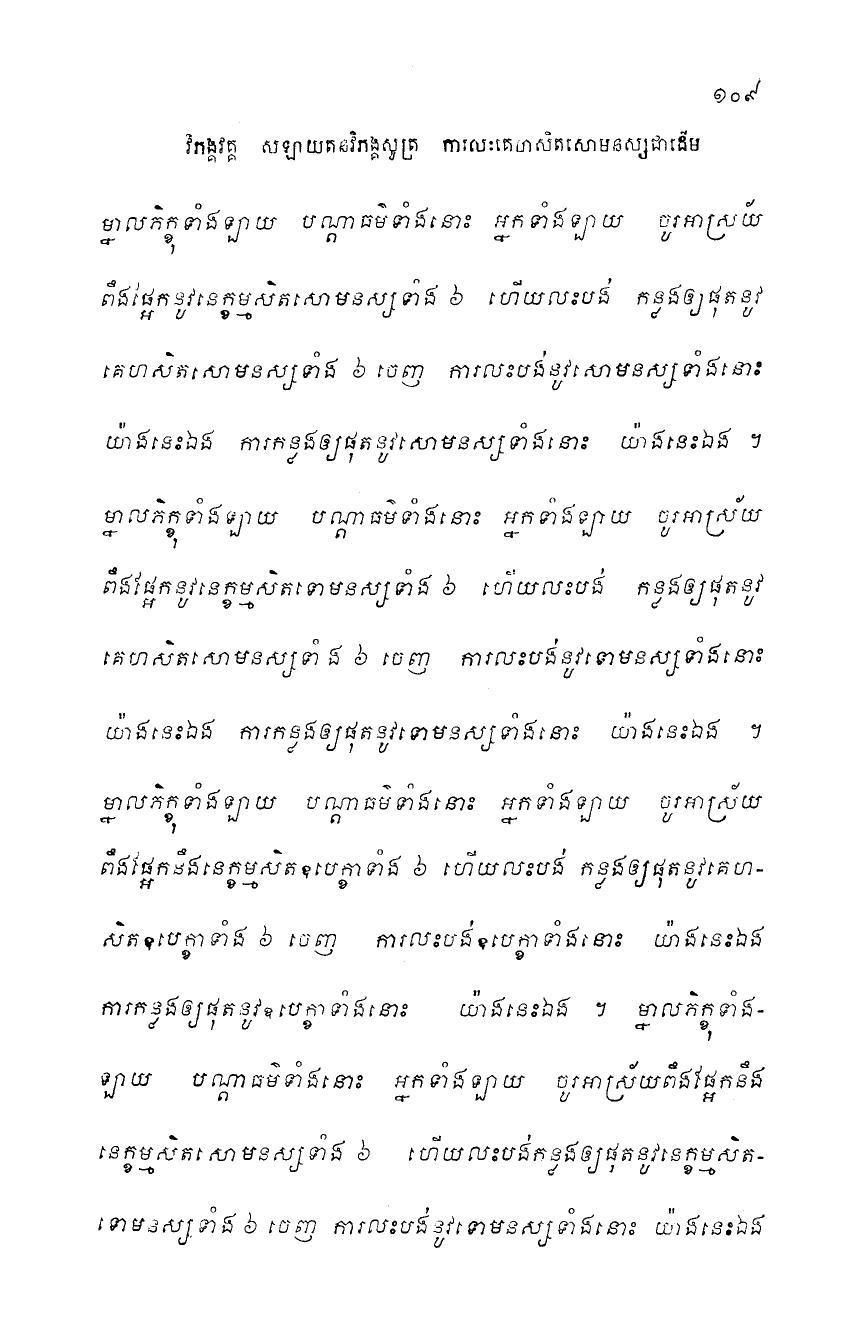 ១០៩
វិភង្គវគ្គ សឡាយតនវិភង្គសូត្រ ការលះគេហសិតសោមនស្សជាដើម
ម្នាលភិក្ខុទាំងឡាយ បណ្តាធម៌ទាំងនោះ អ្នកទាំងឡាយ ចូរអាស្រ័យ
ពឹងផ្អែកនូវនេក្ខម្មសិតសោមនស្សទាំង ៦ ហើយលះបង់ កន្លងឲ្យផុតនូវ
គេហសិតសោមនស្សទាំង ៦ ចេញ ការលះបង់នូវសោមនស្សទាំងនោះ
យ៉ាងនេះឯង ការកន្លងឲ្យផុតនូវសោមនស្សទាំងនោះ យ៉ាងនេះឯង ។
ម្នាលភិក្ខុទាំងឡាយ បណ្តាធម៌ទាំងនោះ អ្នកទាំងឡាយ ចូរអាស្រ័យ
ពឹងផ្អែកនូវនេក្ខម្មសិតទោមនស្សទាំង ៦ ហើយលះបង់ កន្លងឲ្យផុតនូវ
គេហសិតសោមនស្សទាំង ៦ ចេញ ការលះបង់នូវទោមនស្សទាំងនោះ
យ៉ាងនេះឯង ការកន្លងឲ្យផុតនូវទោមនស្សទាំងនោះ យ៉ាងនេះឯង ។
ម្នាលភិក្ខុទាំងឡាយ បណ្តាធម៌ទាំងនោះ អ្នកទាំងឡាយ ចូរអាស្រ័យ
ពឹងផ្អែកនឹងនេក្ខម្មសិតឧបេក្ខាទាំង ៦ ហើយលះបង់ កន្លងឲ្យផុតនូវគេហ-
សិតឧបេក្ខាទាំង ៦ ចេញ ការលះបង់ឧបេក្ខាទាំងនោះ យ៉ាងនេះឯង
ការកន្លងឲ្យផុតនូវឧបេក្ខាទាំងនោះ យ៉ាងនេះឯង ។ ម្នាលភិក្ខុទាំង-
ឡាយ បណ្តាធម៌ទាំងនោះ អ្នកទាំងឡាយ ចូរអាស្រ័យពឹងផ្អែកនឹង
នេក្ខម្មសិតសោមនស្សទាំង ៦ ហើយលះបង់កន្លងឲ្យផុតនូវនេក្ខម្មសិត-
ទោមនស្សទាំង ៦ ចេញ ការលះបង់នូវទោមនស្សទាំងនោះ យ៉ាងនេះឯង